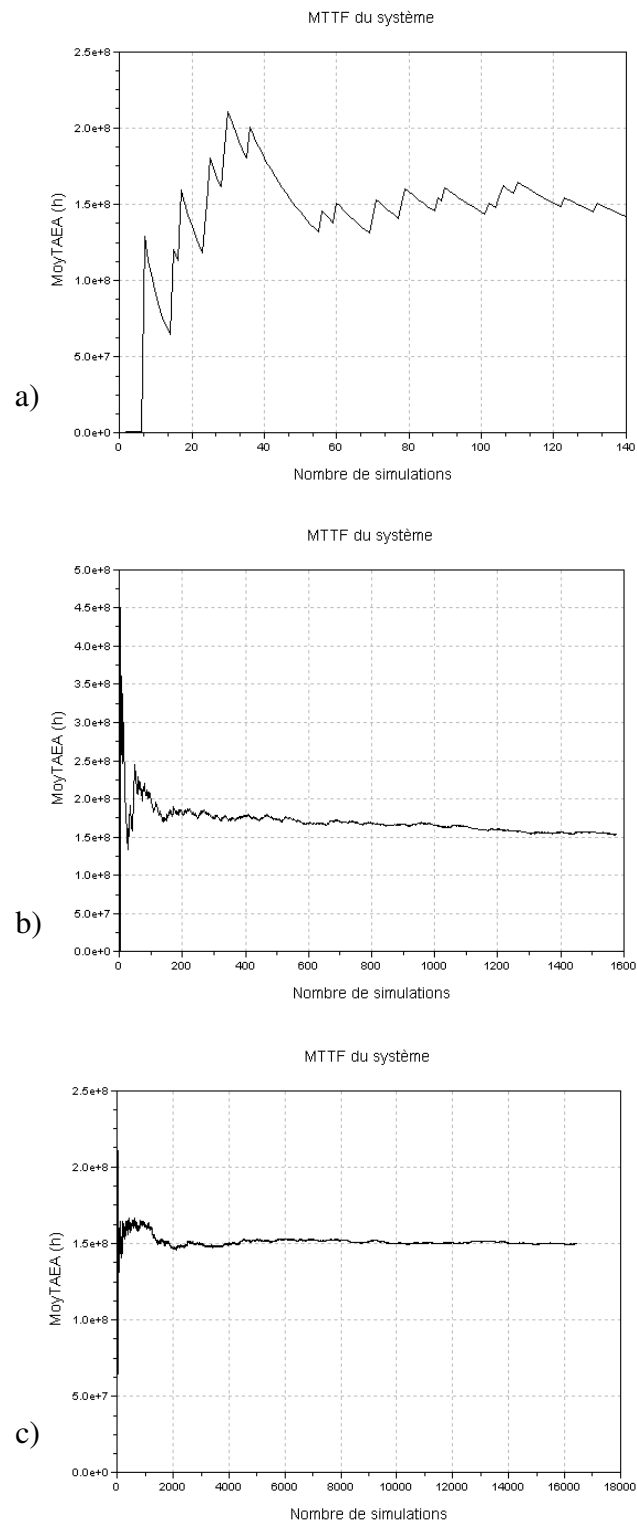 MTTF du système
2.5e+8
2.0e+8
1.5e+8
1.0e+8
5.0e+7
0.0e+0
MoyTAEA (h)
0 20 40 60 80 100 120 140
Nombre de simulations
a)
MTTF du système
5.0e+8
4.5e+8
4.0e+8
3.5e+8
3.0e+8
2.5e+8
2.0e+8
1.5e+8
1.0e+8
5.0e+7
0.0e+0
MoyTAEA (h)
0 200 400 600 800 1000 1200 1400 1600
Nombre de simulations
b)
MTTF du système
2.5e+8
2.0e+8
1.5e+8
1.0e+8
5.0e+7
0.0e+0
MoyTAEA (h)
0 2000 4000 6000 8000 10000 12000 14000 16000 18000
Nombre de simulations
c)